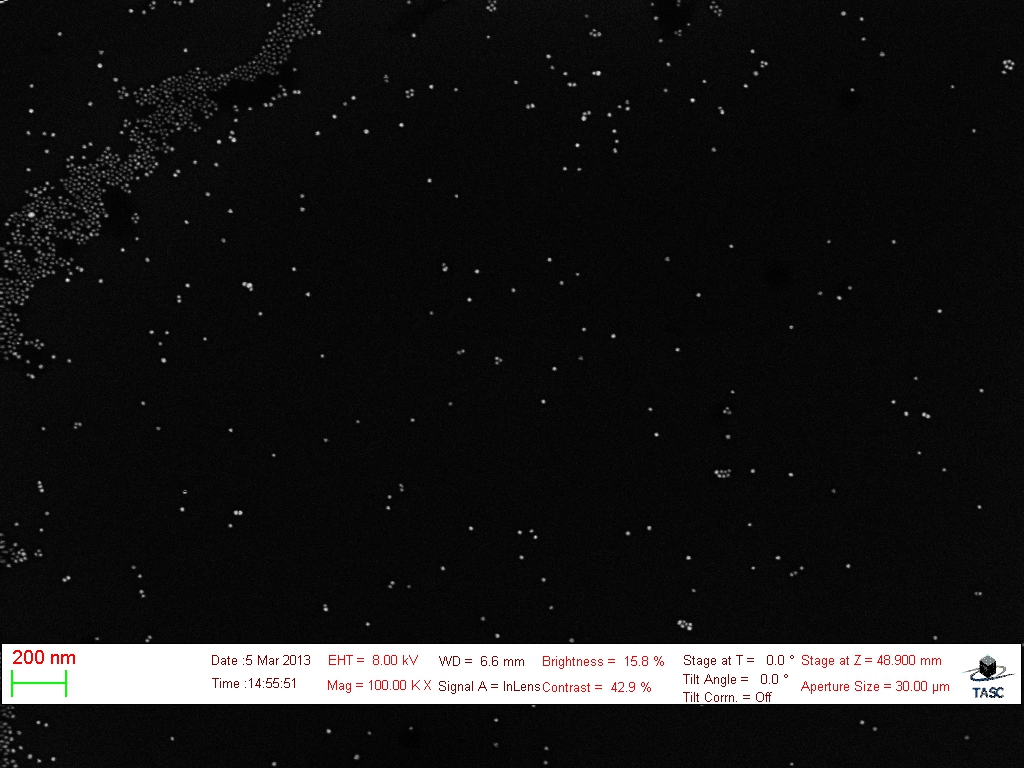 200 nm
Date :5 Mar 2013 EHT = 8.00 kV WD = 6.6 mm Brightness = 15.8 % Stage at T = 0.0 ° Stage at Z = 48.900 mm
Time :14:55:51 Mag = 100.00 K X Signal A = InLens Contrast = 42.9 % Tilt Angle = 0.0 ° Aperture Size = 30.00 µm
Tilt Corrn. = Off
TASC